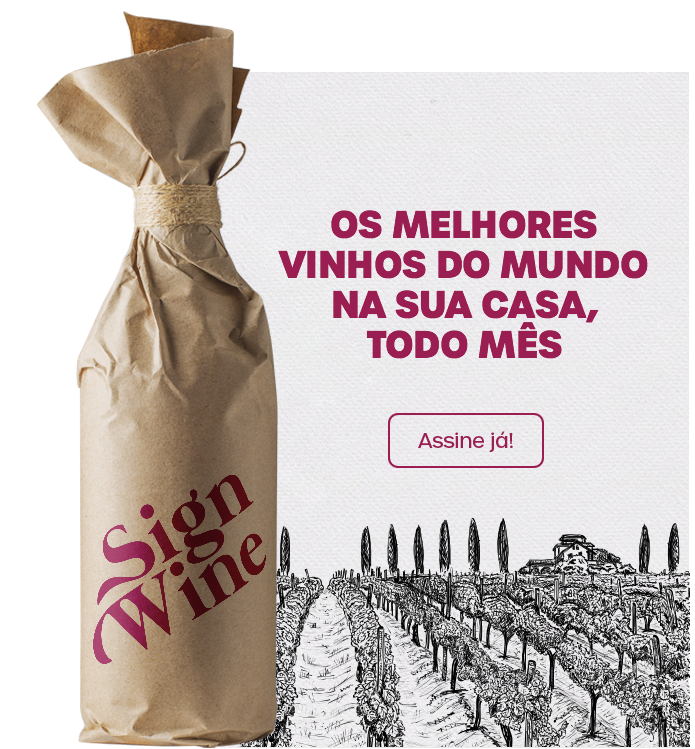 OS MELHORES
VINHOS DO MUNDO
NA SUA CASA,
TODO MÊS
Assine já!
Sign
Wine